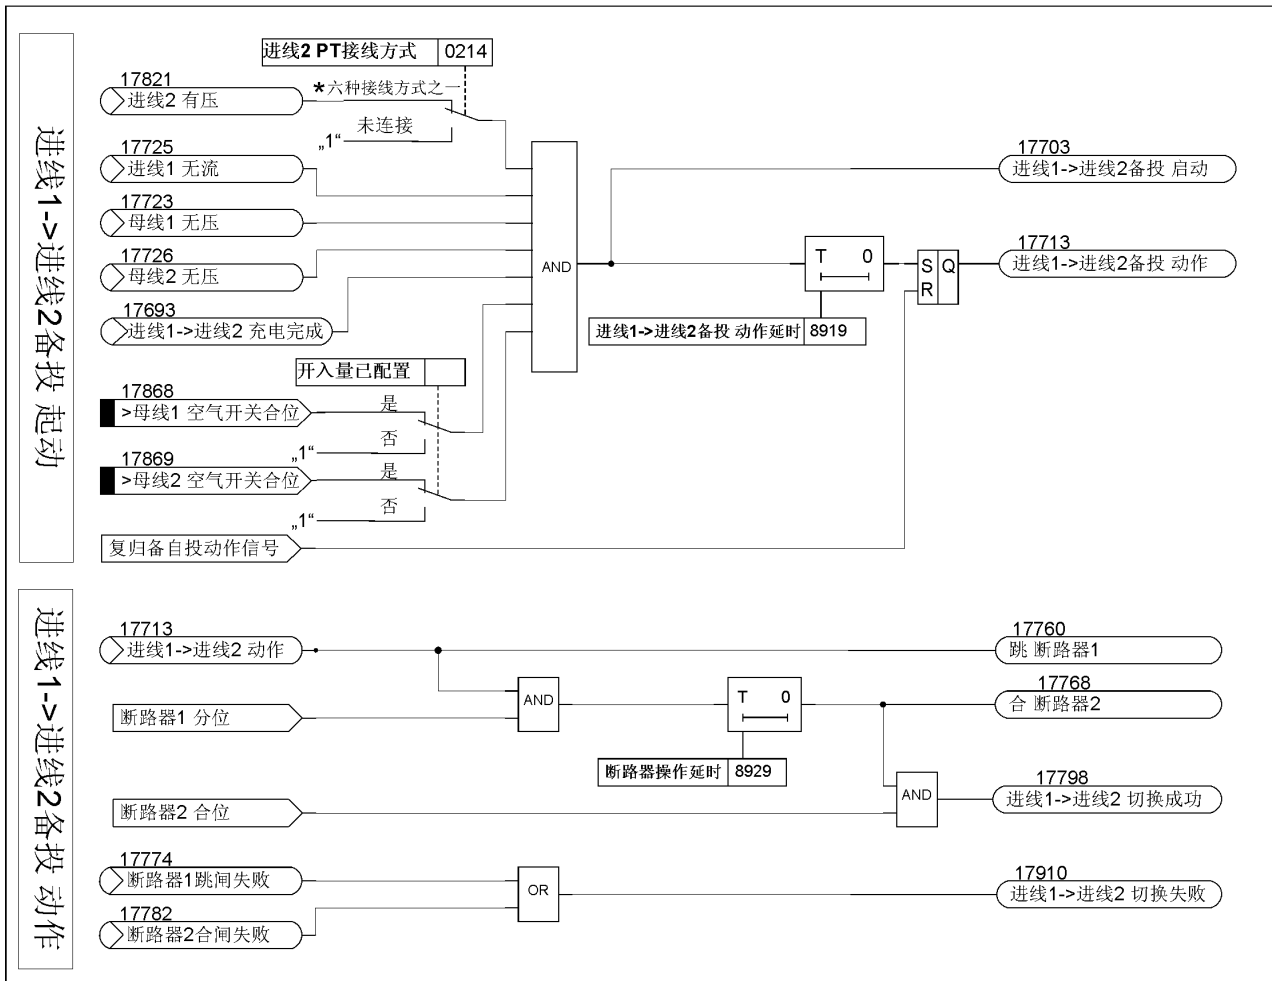 进线1->进线2备投 起动
进线2 PT接线方式 0214
17821
进线2 有压
*六种接线方式之一
未连接
„1“
17725
进线1 无流
17723
母线1 无压
17726
母线2 无压
17693
进线1->进线2 充电完成
AND
17703
进线1->进线2备投 启动
T 0
S Q
R
17713
进线1->进线2备投 动作
进线1->进线2备投 动作延时 8919
开入量已配置
17868
>母线1 空气开关合位
是
否
„1“
17869
>母线2 空气开关合位
是
否
„1“
复归备自投动作信号
进线1->进线2备投 动作
17713
进线1->进线2 动作
17760
跳 断路器1
断路器1 分位
AND
T 0
17768
合 断路器2
断路器操作延时 8929
断路器2 合位
AND
17798
进线1->进线2 切换成功
17774
断路器1跳闸失败
17782
断路器2合闸失败
OR
17910
进线1->进线2 切换失败